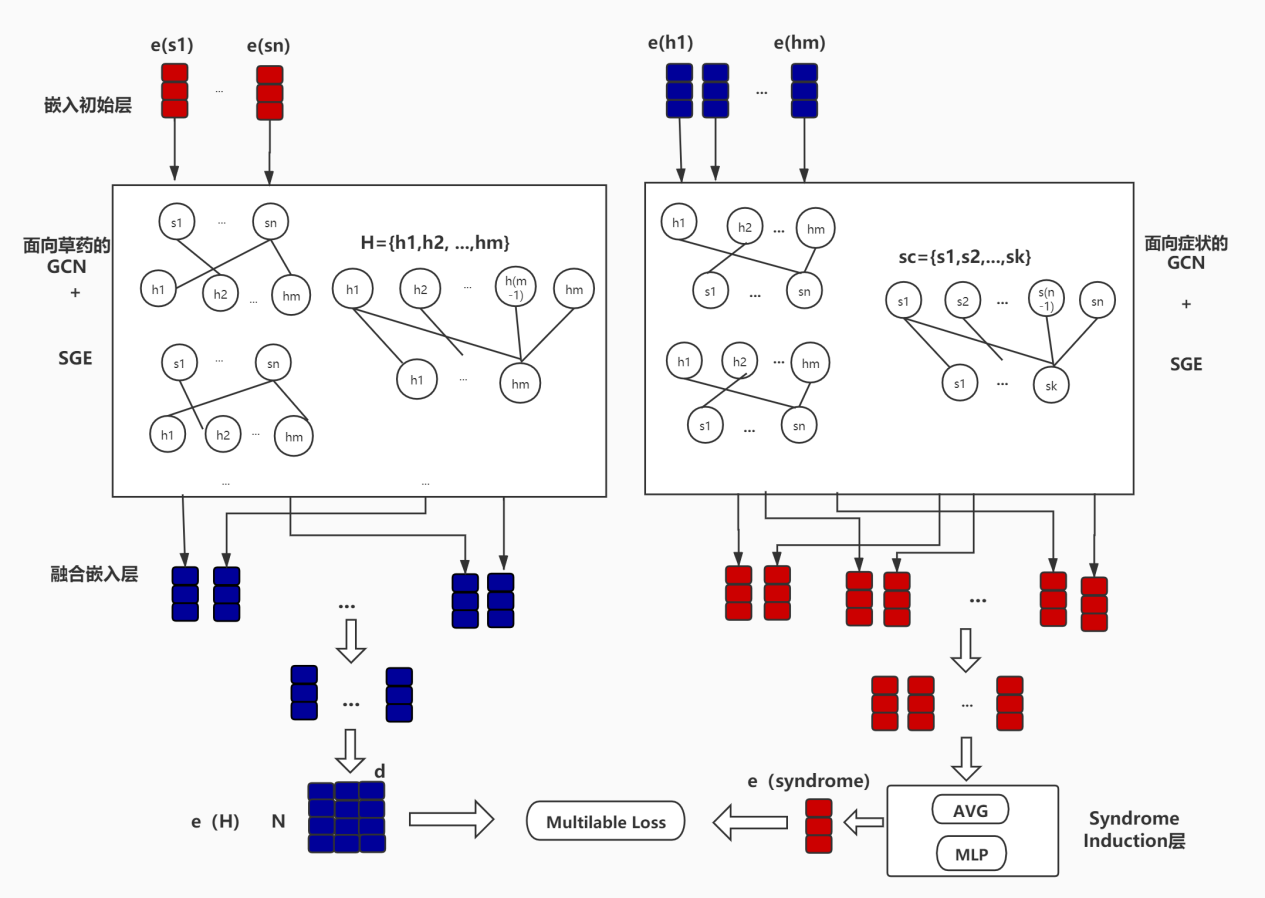 e(s1)
e(sn)
e(h1)
e(hm)
嵌入初始层
...
...
面向草药的
GCN
+
SGE
s1
...
sn
h1
h2
...
hm
H={h1,h2, ...,hm}
h1
h2
...
h(m
-1)
hm
h1
...
hm
s1
...
sn
h1
h2
...
hm
...
...
h1
h2
...
hm
s1
...
sn
sc={s1,s2,...,sk}
s1
s2
...
s(n
-1)
sn
s1
...
sk
h1
h2
...
hm
s1
...
sn
面向症状的
GCN
+
SGE
融合嵌入层
...
...
...
...
d
e（H）
N
Multilable Loss
e（syndrome）
AVG
MLP
Syndrome
Induction层